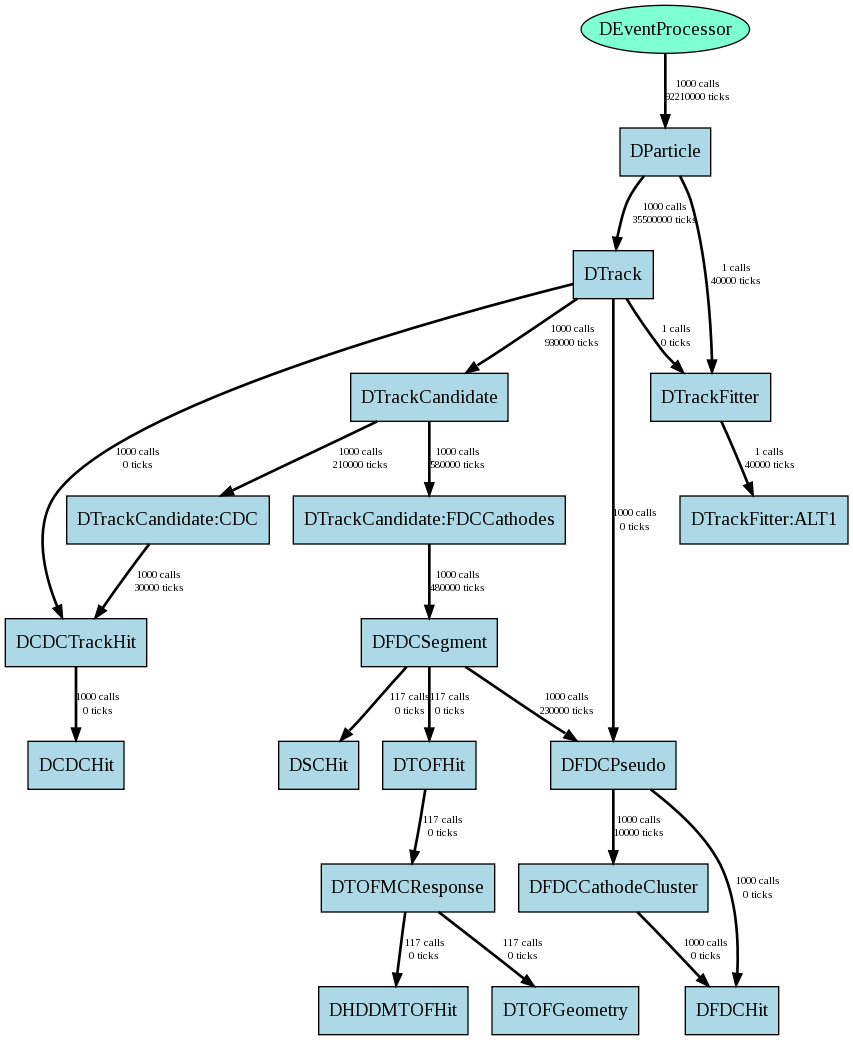 DEventProcessor
1000 calls
92210000 ticks
DParticle
1000 calls
35500000 ticks
1 calls
40000 ticks
DTrack
1000 calls
930000 ticks
1 calls
0 ticks
DTrackCandidate
DTrackFitter
1000 calls
0 ticks
1000 calls
210000 ticks
1000 calls
580000 ticks
1 calls
40000 ticks
DTrackCandidate:CDC
DTrackCandidate:FDCCathodes
1000 calls
0 ticks
DTrackFitter:ALT1
1000 calls
30000 ticks
1000 calls
480000 ticks
DCDCTrackHit
DFDCSegment
1000 calls
0 ticks
117 calls
0 ticks
117 calls
0 ticks
1000 calls
230000 ticks
DCDCHit
DSCHit
DTOFHit
DFDCPseudo
117 calls
0 ticks
1000 calls
10000 ticks
1000 calls
0 ticks
DTOFMCResponse
DFDCCathodeCluster
117 calls
0 ticks
117 calls
0 ticks
1000 calls
0 ticks
DHDDMTOFHit
DTOFGeometry
DFDCHit